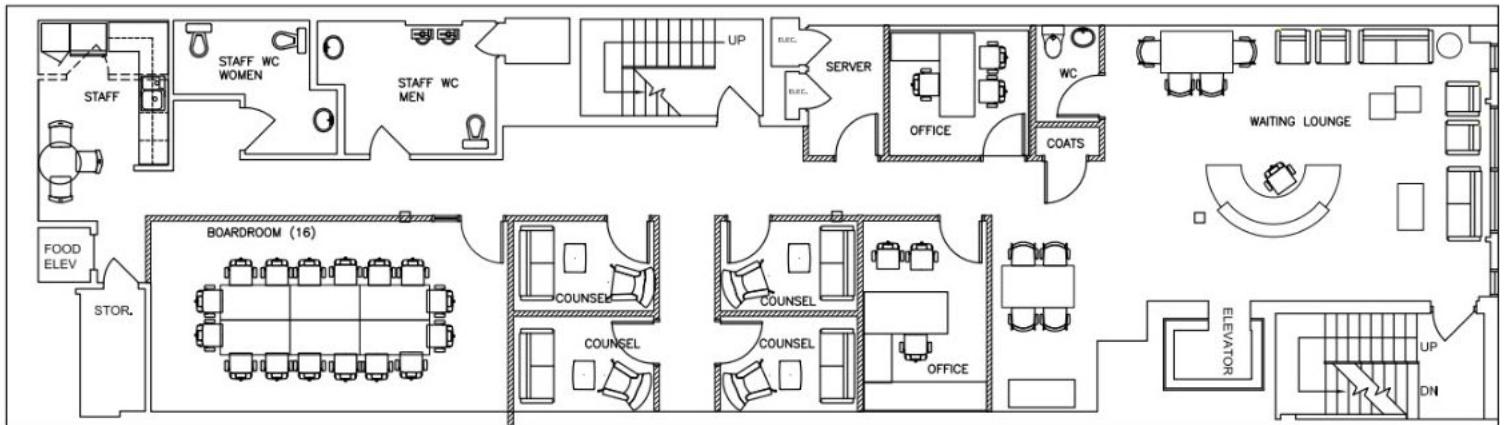 STAFF
STAFF WC
WOMEN
STAFF WC
MEN
UP
ELEC.
ELEC.
SERVER
OFFICE
WC
COATS
WAITING LOUNGE
FOOD
ELEV
STOR.
BOARDROOM (16)
COUNSEL
COUNSEL
COUNSEL
COUNSEL
OFFICE
ELEVATOR
UP
DN